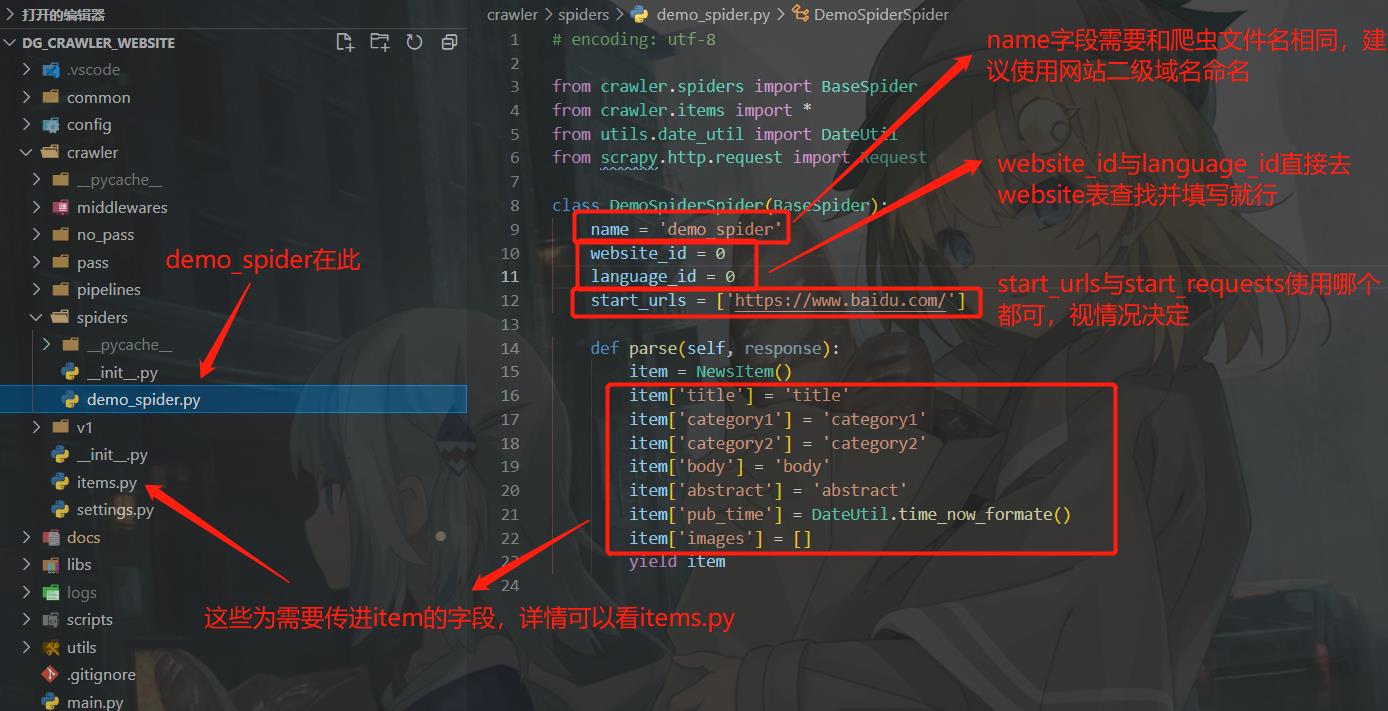 打开的编辑器
DG_CRAWLER_WEBSITE
.vscode
common
config
crawler
__pycache__
middlewares
no_pass
pass
pipelines
spiders
__pycache__
__init__.py
demo_spider.py
v1
__init__.py
items.py
settings.py
docs
libs
logs
scripts
utils
.gitignore
main.py
demo_spider在此
crawler > spiders > demo_spider.py > DemoSpiderSpider
1 # encoding: utf-8
2
3 from crawler.spiders import BaseSpider
4 from crawler.items import *
5 from utils.date_util import DateUtil
6 from scrapy.http.request import Request
7
8 class DemoSpiderSpider(BaseSpider):
9 name = 'demo_spider'
10 website_id = 0
11 language_id = 0
12 start_urls = ['https://www.baidu.com/']
13
14 def parse(self, response):
15 item = NewsItem()
16 item['title'] = 'title'
17 item['category1'] = 'category1'
18 item['category2'] = 'category2'
19 item['body'] = 'body'
20 item['abstract'] = 'abstract'
21 item['pub_time'] = DateUtil.time_now_formate()
22 item['images'] = []
23 yield item
24
name字段需要和爬虫文件名相同，建
议使用网站二级域名命名
website_id与language_id直接去
website表查找并填写就行
start_urls与start_requests使用哪个
都可，视情况决定
这些为需要传进item的字段，详情可以看items.py